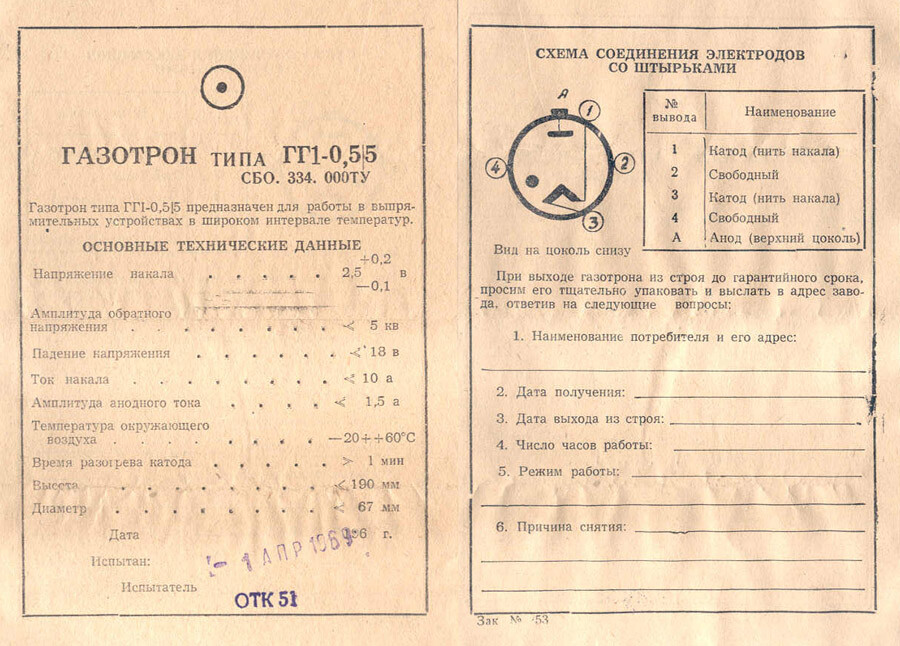 ГАЗОТРОН ТИПА ГГ1-0,5|5
СБО. 334. 000ТУ
Газотрон типа ГГ1-0,5|5 предназначен для работы в выпря-
мительных устройствах в широком интервале температур.
ОСНОВНЫЕ ТЕХНИЧЕСКИЕ ДАННЫЕ
Напряжение накала . . . . . 2,5 +0,2 —0,1 в
Амплитуда обратного
напряжения . . . . . . . . < 5 кв
Падение напряжения . . . . . . < 18 в
Ток накала . . . . . . . . < 10 а
Амплитуда анодного тока . . . . < 1,5 а
Температура окружающего
воздуха . . . . . . . . —20++60°С
Время разогрева катода . . . . . > 1 мин
Высота . . . . . . . . < 190 мм
Диаметр . . . . . . . . < 67 мм
Дата 196 г.
1 АПР 1969
Испытан:
Испытатель
ОТК 51
СХЕМА СОЕДИНЕНИЯ ЭЛЕКТРОДОВ
СО ШТЫРЬКАМИ
А
1
4
2
3
Вид на цоколь снизу
№ вывода Наименование
1 Катод (нить накала)
2 Свободный
3 Катод (нить накала)
4 Свободный
А Анод (верхний цоколь)
При выходе газотрона из строя до гарантийного срока,
просим его тщательно упаковать и выслать в адрес заво-
да, ответив на следующие вопросы:
1. Наименование потребителя и его адрес:
2. Дата получения:
3. Дата выхода из строя:
4. Число часов работы:
5. Режим работы:
6. Причина снятия:
Зак № 53